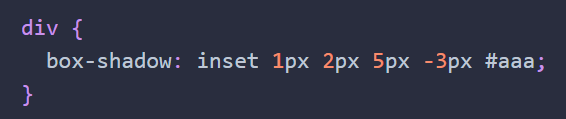 div {
  box-shadow: inset 1px 2px 5px -3px #aaa;
}